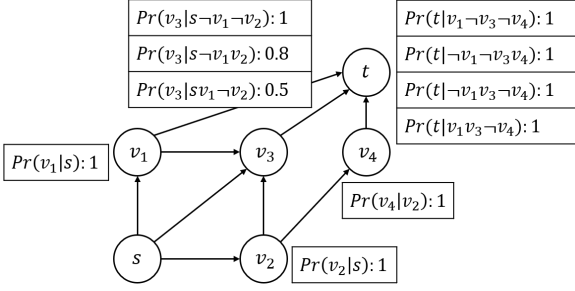 Pr(v₃|s¬v₁¬v₂): 1
Pr(v₃|s¬v₁v₂): 0.8
Pr(v₃|sv₁¬v₂): 0.5
Pr(t|v₁¬v₃¬v₄): 1
Pr(t|¬v₁¬v₃v₄): 1
Pr(t|¬v₁v₃¬v₄): 1
Pr(t|v₁v₃¬v₄): 1
t
Pr(v₁|s): 1
v₁
v₃
v₄
Pr(v₄|v₂): 1
s
v₂
Pr(v₂|s): 1